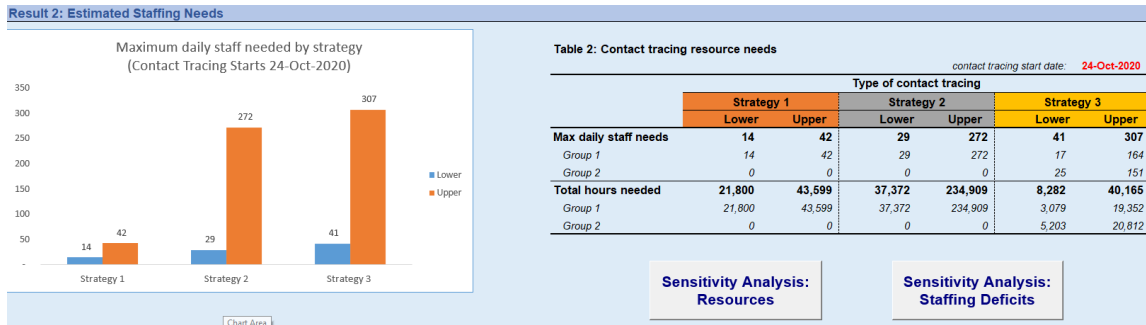 Result 2: Estimated Staffing Needs
Maximum daily staff needed by strategy
(Contact Tracing Starts 24-Oct-2020)
350
300
250
200
150
100
50
-
14 42 29 272 41 307
Strategy 1 Strategy 2 Strategy 3
Lower
Upper
Chart Area
Table 2: Contact tracing resource needs
contact tracing start date: 24-Oct-2020
Type of contact tracing
Strategy 1 Strategy 2 Strategy 3
Lower Upper Lower Upper Lower Upper
Max daily staff needs 14 42 29 272 41 307
Group 1 14 42 29 272 17 164
Group 2 0 0 0 0 25 151
Total hours needed 21,800 43,599 37,372 234,909 8,282 40,165
Group 1 21,800 43,599 37,372 234,909 3,079 19,352
Group 2 0 0 0 0 5,203 20,812
Sensitivity Analysis:
Resources
Sensitivity Analysis:
Staffing Deficits